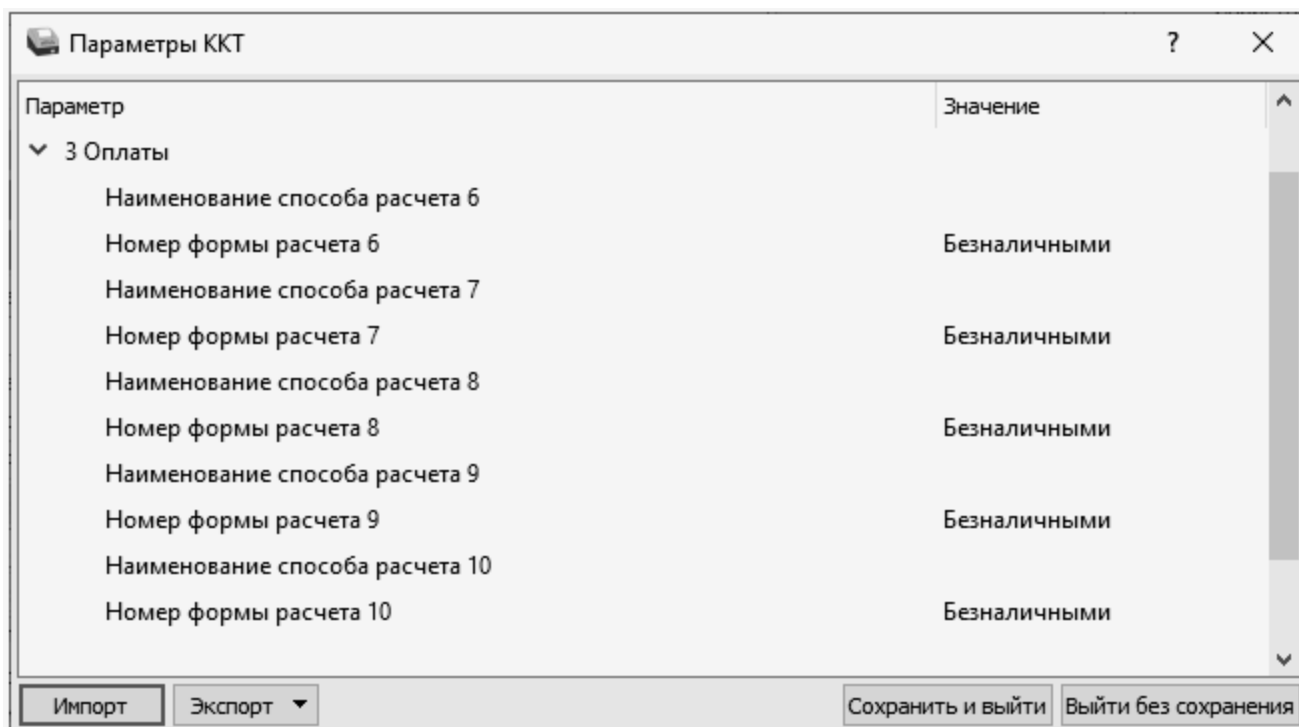 Параметры ККТ ?
Параметр Значение
3 Оплаты
Наименование способа расчета 6
Номер формы расчета 6 Безналичными
Наименование способа расчета 7
Номер формы расчета 7 Безналичными
Наименование способа расчета 8
Номер формы расчета 8 Безналичными
Наименование способа расчета 9
Номер формы расчета 9 Безналичными
Наименование способа расчета 10
Номер формы расчета 10 Безналичными
Импорт Экспорт Сохранить и выйти Выйти без сохранения